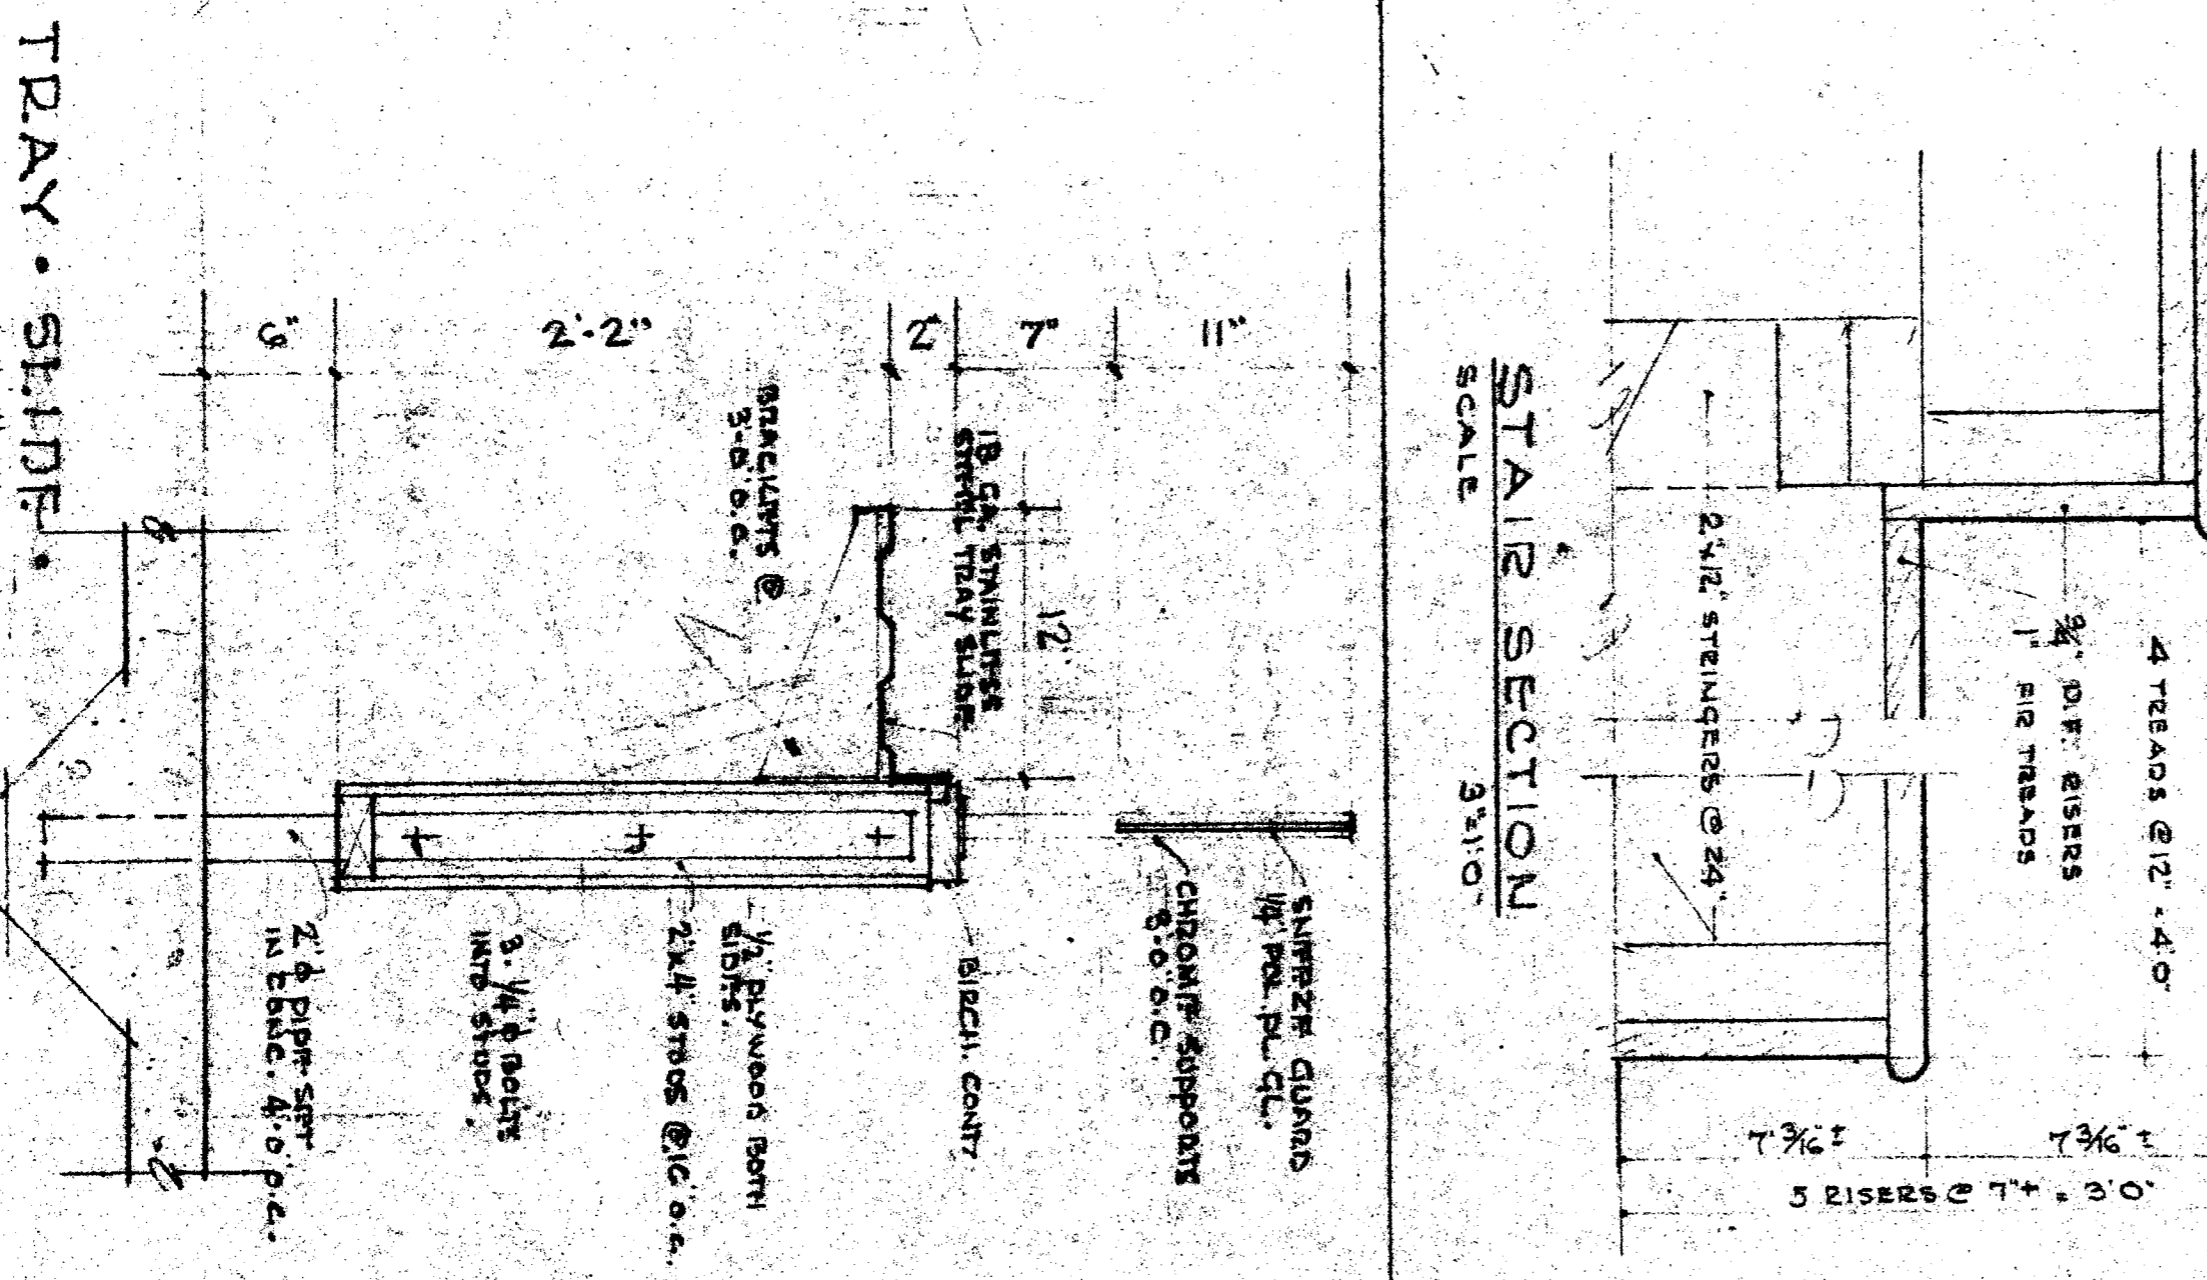 TRAY · SLIDE ·
6"
2'-2"
2"
7"
11"
BRACKETS @
3'-0" O.C.
18 GA. STAINLESS
STEEL TRAY SLIDE
12"
SNEEZE GUARD
1/4" POL. PL. GL.
CHROME SUPPORTS
BIRCH. CONT.
1/2" PLYWOOD BOTH
SIDES.
2"x4" STUDS @ 16" O.C.
3 - 1/4" ø BOLTS
INTO STUDS.
2" ø PIPE SET
IN CONC. 4'-0" O.C.
STAIR SECTION
SCALE 3"=1'-0"
4 TREADS @ 12" = 4'0"
3/4" D.F. RISERS
1" FIR TREADS
2"x12" STRINGERS @ 24"
7 3/16" ±
7 3/16" ±
5 RISERS @ 7"+ = 3'0"